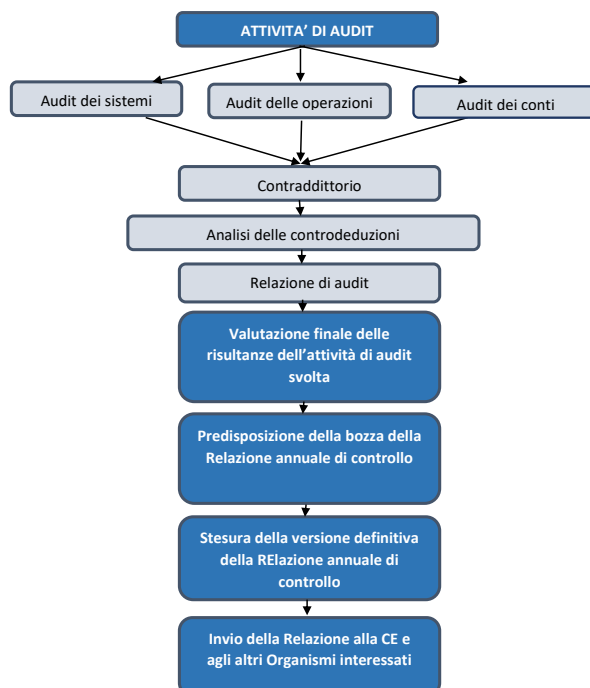 ATTIVITA’ DI AUDIT
Audit dei sistemi
Audit delle operazioni
Audit dei conti
Contraddittorio
Analisi delle controdeduzioni
Relazione di audit
Valutazione finale delle
risultanze dell’attività di audit
svolta
Predisposizione della bozza della
Relazione annuale di controllo
Stesura della versione definitiva
della RElazione annuale di
controllo
Invio della Relazione alla CE e
agli altri Organismi interessati